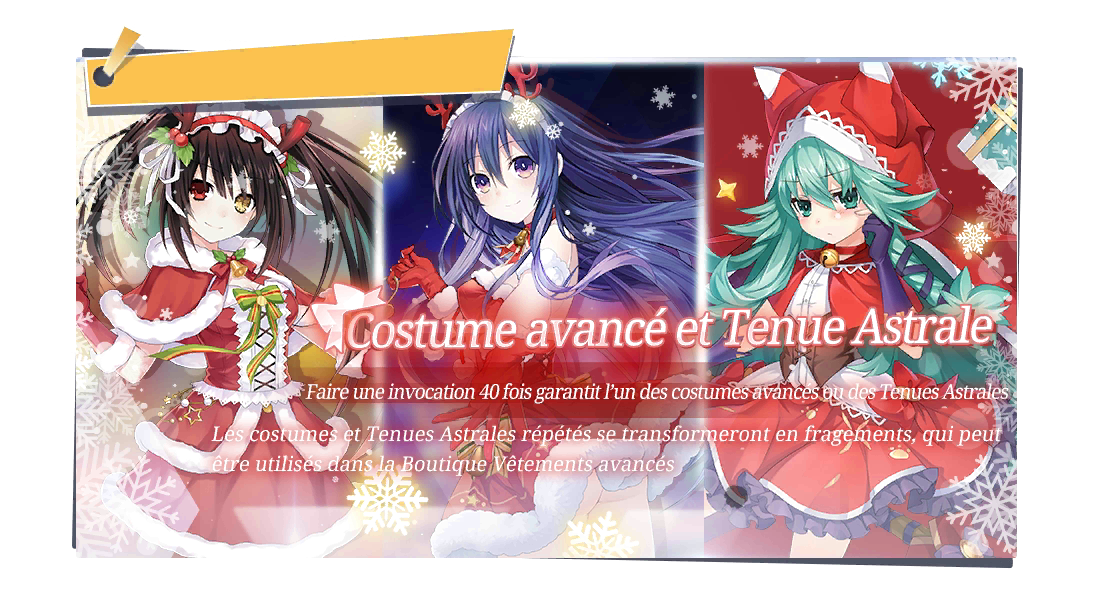 Costume avancé et Tenue Astrale
Faire une invocation 40 fois garantit l'un des costumes avancés ou des Tenues Astrales
Les costumes et Tenues Astrales répétés se transformeront en fragements, qui peut
être utilisés dans la Boutique Vêtements avancés